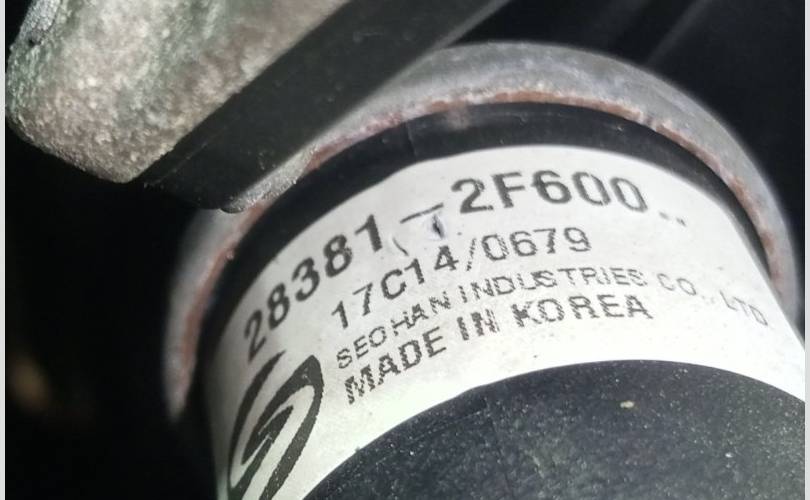 28381-2F600..
17C14/0679
SEOHAN INDUSTRIES CO., LTD.
MADE IN KOREA